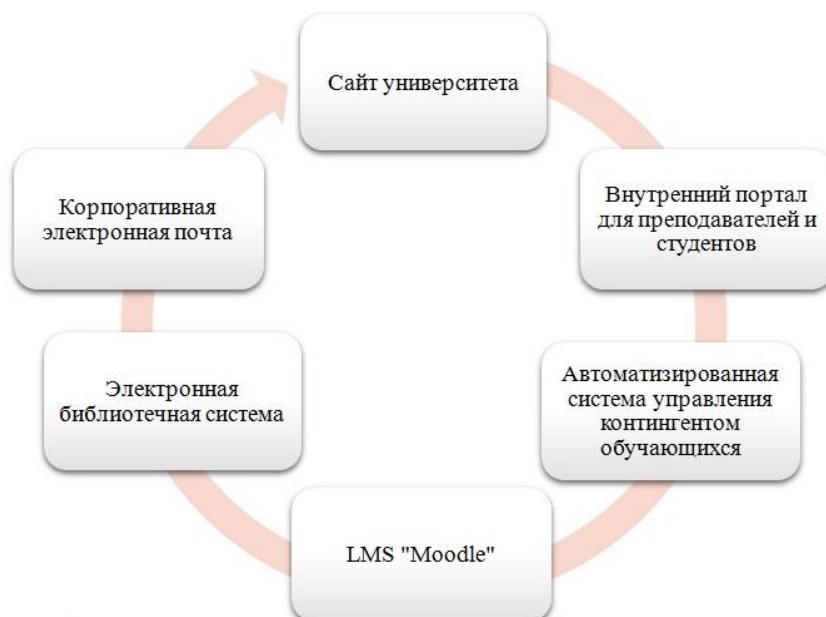 Сайт университета
Внутренний портал
для преподавателей и
студентов
Автоматизированная
система управления
контингентом
обучающихся
LMS "Moodle"
Электронная
библиотечная система
Корпоративная
электронная почта